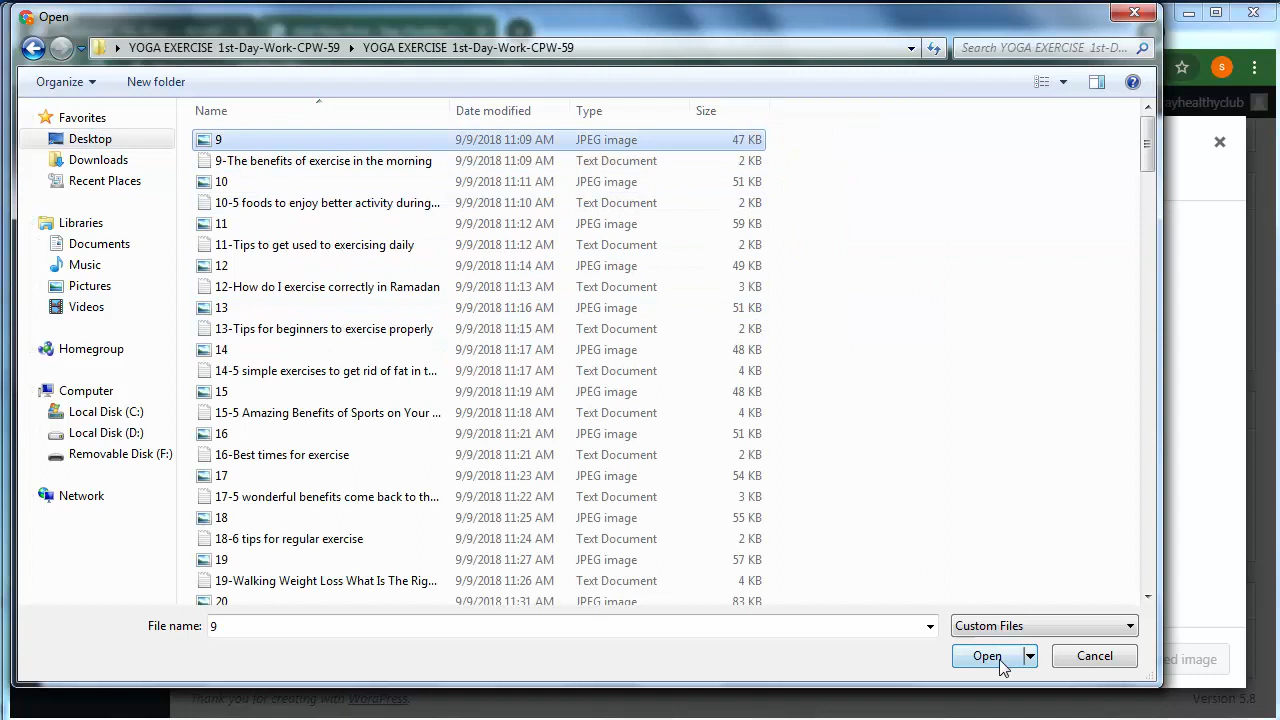 Open
YOGA EXERCISE 1st-Day-Work-CPW-59 YOGA EXERCISE 1st-Day-Work-CPW-59 Search YOGA EXERCISE 1st-D...
Organize New folder
S
ayhealthyclub
Name Date modified Type Size
Favorites
Desktop
Downloads
Recent Places
Libraries
Documents
Music
Pictures
Videos
Homegroup
Computer
Local Disk (C:)
Local Disk (D:)
Removable Disk (F:)
Network
9 9/9/2018 11:09 AM JPEG image 47 KB
9-The benefits of exercise in the morning 9/9/2018 11:09 AM Text Document 2 KB
10 9/9/2018 11:11 AM JPEG image 51 KB
10-5 foods to enjoy better activity during... 9/9/2018 11:10 AM Text Document 2 KB
11 9/9/2018 11:12 AM JPEG image 59 KB
11-Tips to get used to exercising daily 9/9/2018 11:12 AM Text Document 2 KB
12 9/9/2018 11:14 AM JPEG image 49 KB
12-How do I exercise correctly in Ramadan 9/9/2018 11:13 AM Text Document 3 KB
13 9/9/2018 11:16 AM JPEG image 51 KB
13-Tips for beginners to exercise properly 9/9/2018 11:15 AM Text Document 2 KB
14 9/9/2018 11:17 AM JPEG image 48 KB
14-5 simple exercises to get rid of fat in t... 9/9/2018 11:17 AM Text Document 4 KB
15 9/9/2018 11:19 AM JPEG image 48 KB
15-5 Amazing Benefits of Sports on Your ... 9/9/2018 11:18 AM Text Document 4 KB
16 9/9/2018 11:21 AM JPEG image 51 KB
16-Best times for exercise 9/9/2018 11:21 AM Text Document 2 KB
17 9/9/2018 11:23 AM JPEG image 54 KB
17-5 wonderful benefits come back to th... 9/9/2018 11:22 AM Text Document 3 KB
18 9/9/2018 11:25 AM JPEG image 55 KB
18-6 tips for regular exercise 9/9/2018 11:24 AM Text Document 2 KB
19 9/9/2018 11:27 AM JPEG image 57 KB
19-Walking Weight Loss What Is The Rig... 9/9/2018 11:26 AM Text Document 4 KB
20 9/9/2018 11:31 AM JPEG image 83 KB
File name: 9 Custom Files
Open Cancel
ed image
Thank you for creating with WordPress. Version 5.8